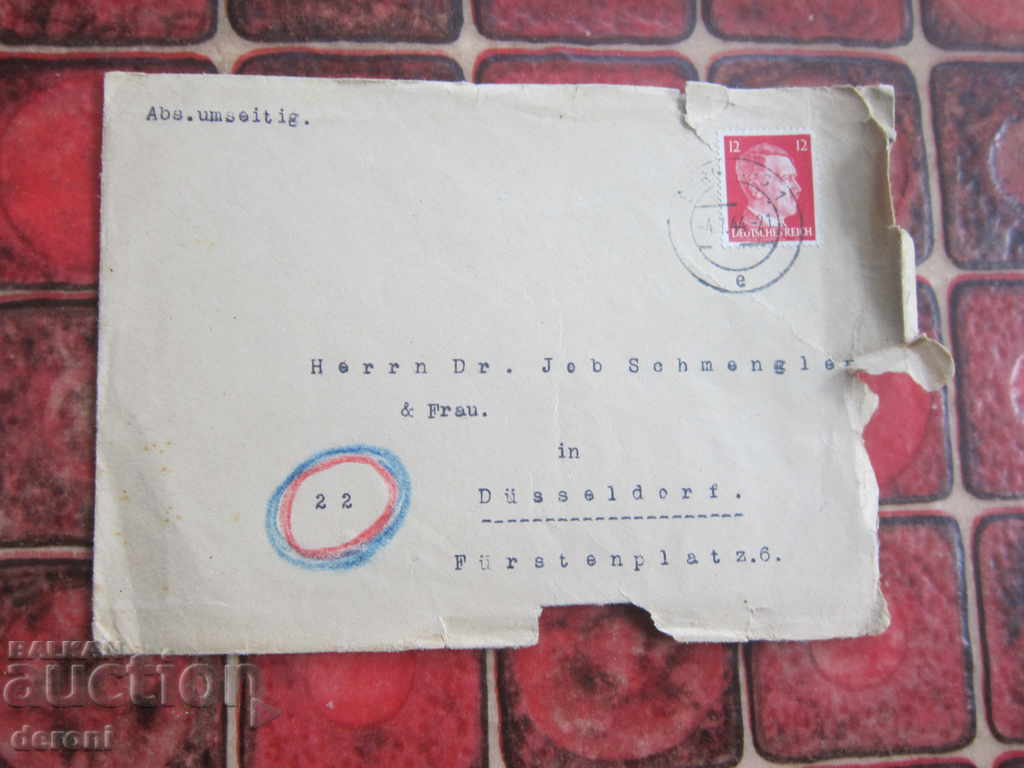 Abs.umseitig.
12 12
DEUTSCHES REICH
e
Herrn Dr. Job Schmengler
& Frau.
in
22
Düsseldorf.
Fürstenplatz.6.
BALKAN
auction
deroni